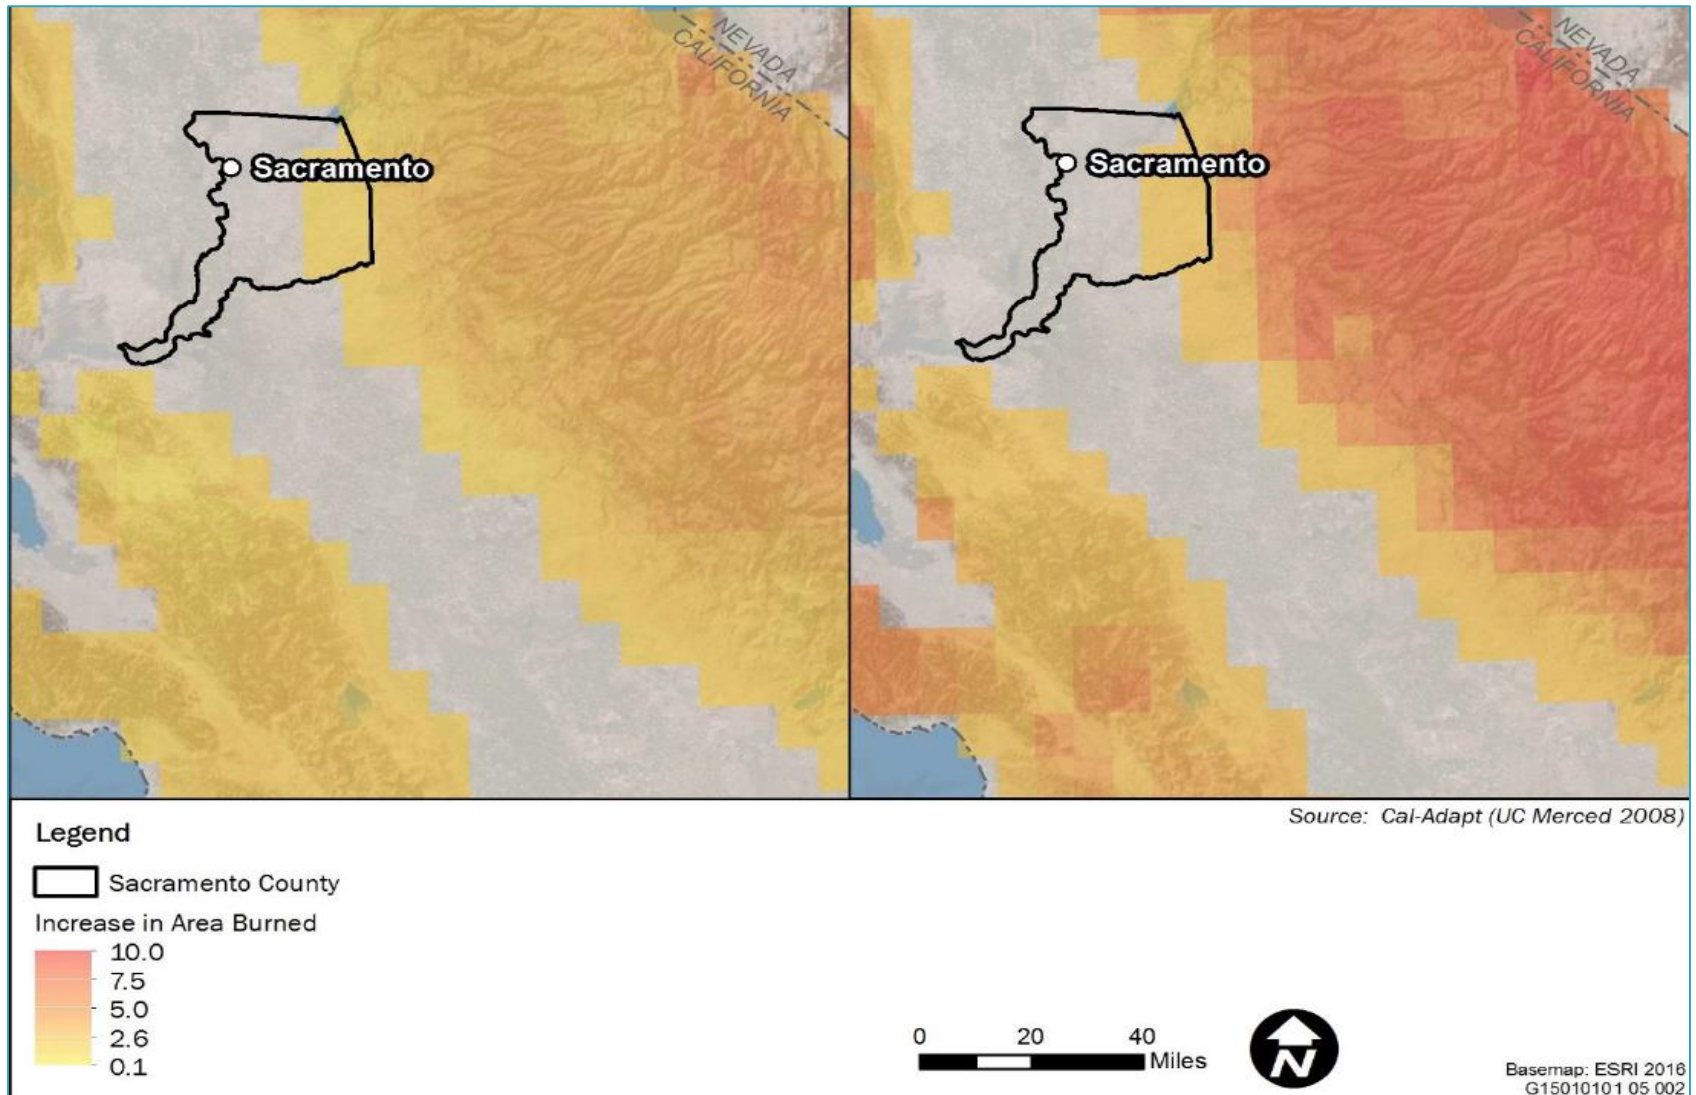 NEVADA
CALIFORNIA
Sacramento
NEVADA
CALIFORNIA
Sacramento
Source: Cal-Adapt (UC Merced 2008)
Legend
Sacramento County
Increase in Area Burned
10.0
7.5
5.0
2.6
0.1
0 20 40
Miles
N
Basemap: ESRI 2016
G15010101 05 002